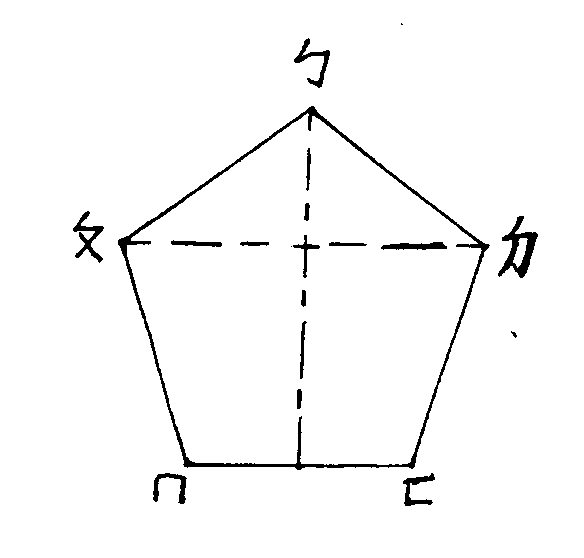 ㄅ
ㄆ ㄉ
ㄇ ㄈ